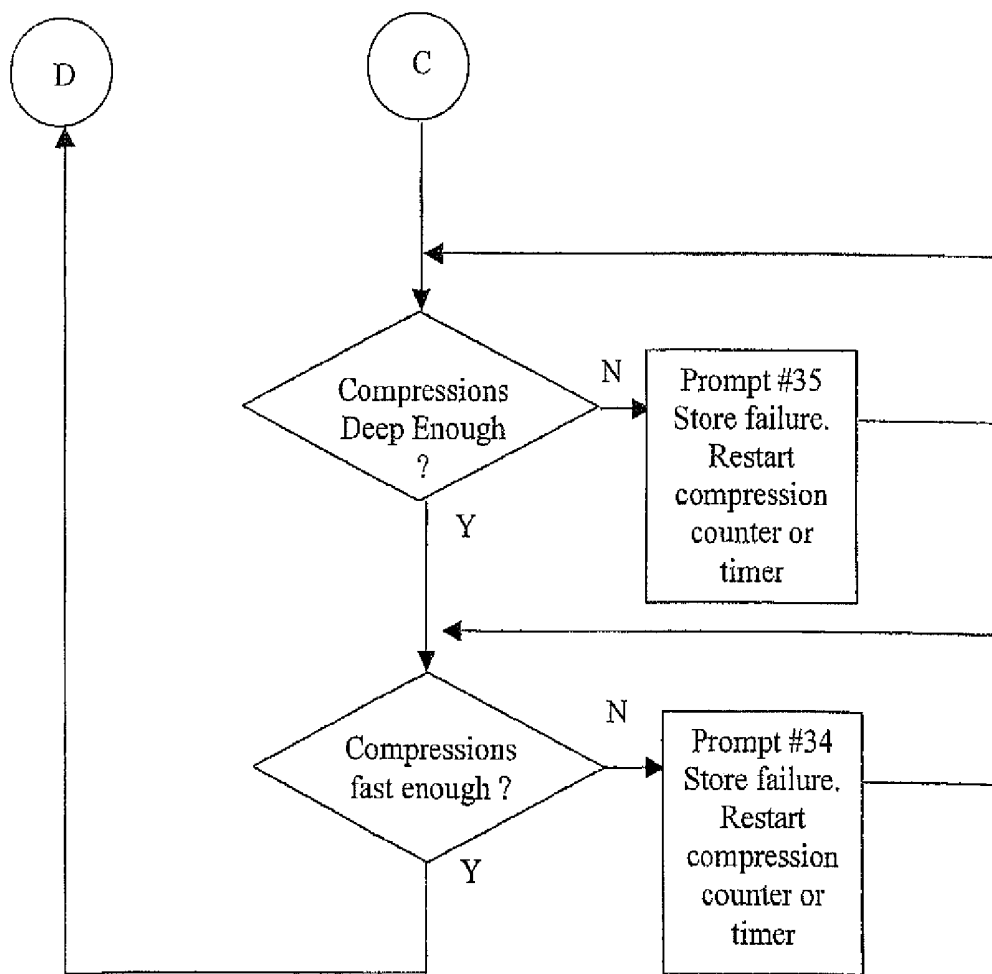 D
C
Compressions
Deep Enough
?
N
Prompt #35
Store failure.
Restart
compression
counter or
timer
Y
Compressions
fast enough ?
N
Prompt #34
Store failure.
Restart
compression
counter or
timer
Y